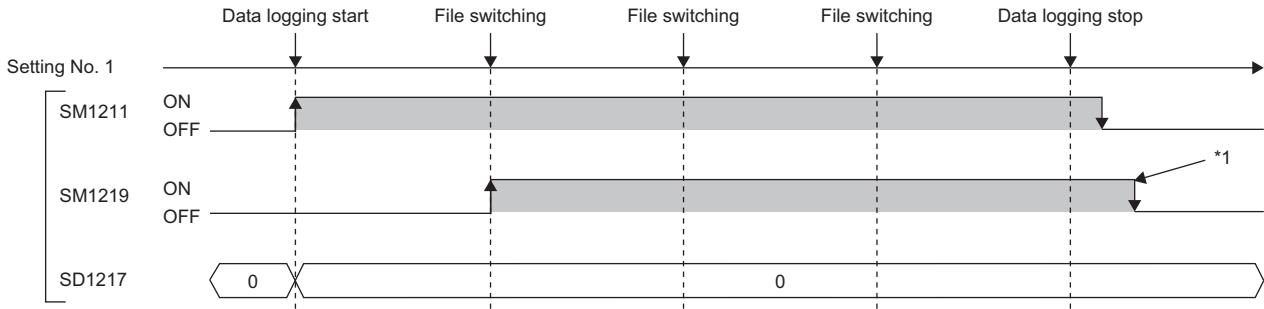 Data logging start File switching File switching File switching Data logging stop
Setting No. 1
SM1211 ON
OFF
*1
SM1219 ON
OFF
SD1217 0 0